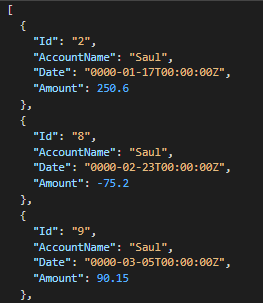 [
  {
    "Id": "2",
    "AccountName": "Saul",
    "Date": "0000-01-17T00:00:00Z",
    "Amount": 250.6
  },
  {
    "Id": "8",
    "AccountName": "Saul",
    "Date": "0000-02-23T00:00:00Z",
    "Amount": -75.2
  },
  {
    "Id": "9",
    "AccountName": "Saul",
    "Date": "0000-03-05T00:00:00Z",
    "Amount": 90.15
  },